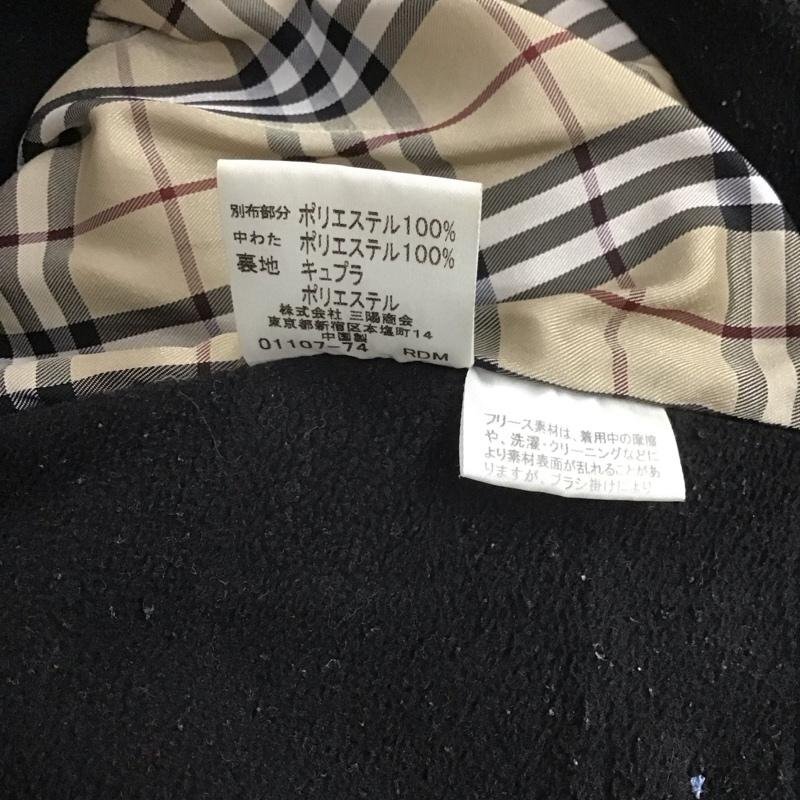 別布部分 ポリエステル100%
中わた ポリエステル100%
裏地 キュプラ
ポリエステル
株式会社 三陽商会
東京都新宿区本塩町14
中国製
01107-74 RDM
フリース素材は、着用中の摩擦
や、洗濯・クリーニングなどに
より素材表面が乱れることがあ
りますが、ブラシ掛けにより